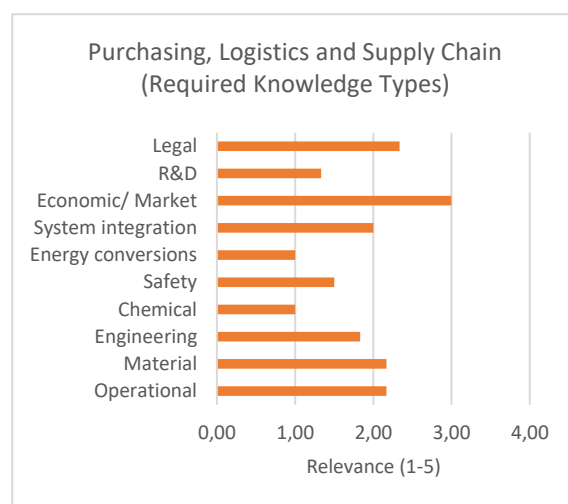 Purchasing, Logistics and Supply Chain
(Required Knowledge Types)
Legal
R&D
Economic/ Market
System integration
Energy conversions
Safety
Chemical
Engineering
Material
Operational
0,00 1,00 2,00 3,00 4,00
Relevance (1-5)